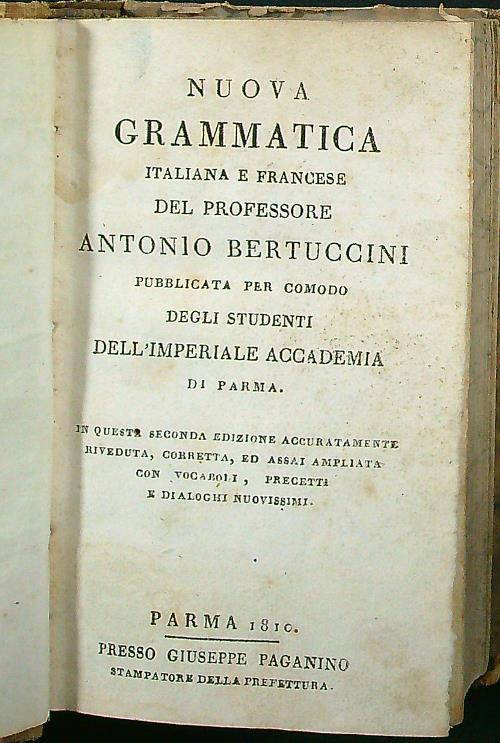 NUOVA
GRAMMATICA
ITALIANA E FRANCESE
DEL PROFESSORE
ANTONIO BERTUCCINI
PUBBLICATA PER COMODO
DEGLI STUDENTI
DELL'IMPERIALE ACCADEMIA
DI PARMA.
IN QUESTA SECONDA EDIZIONE ACCURATAMENTE
RIVEDUTA, CORRETTA, ED ASSAI AMPLIATA
CON VOCABOLI, PRECETTI
E DIALOGHI NUOVISSIMI.
PARMA 1810.
PRESSO GIUSEPPE PAGANINO
STAMPATORE DELLA PREFETTURA.